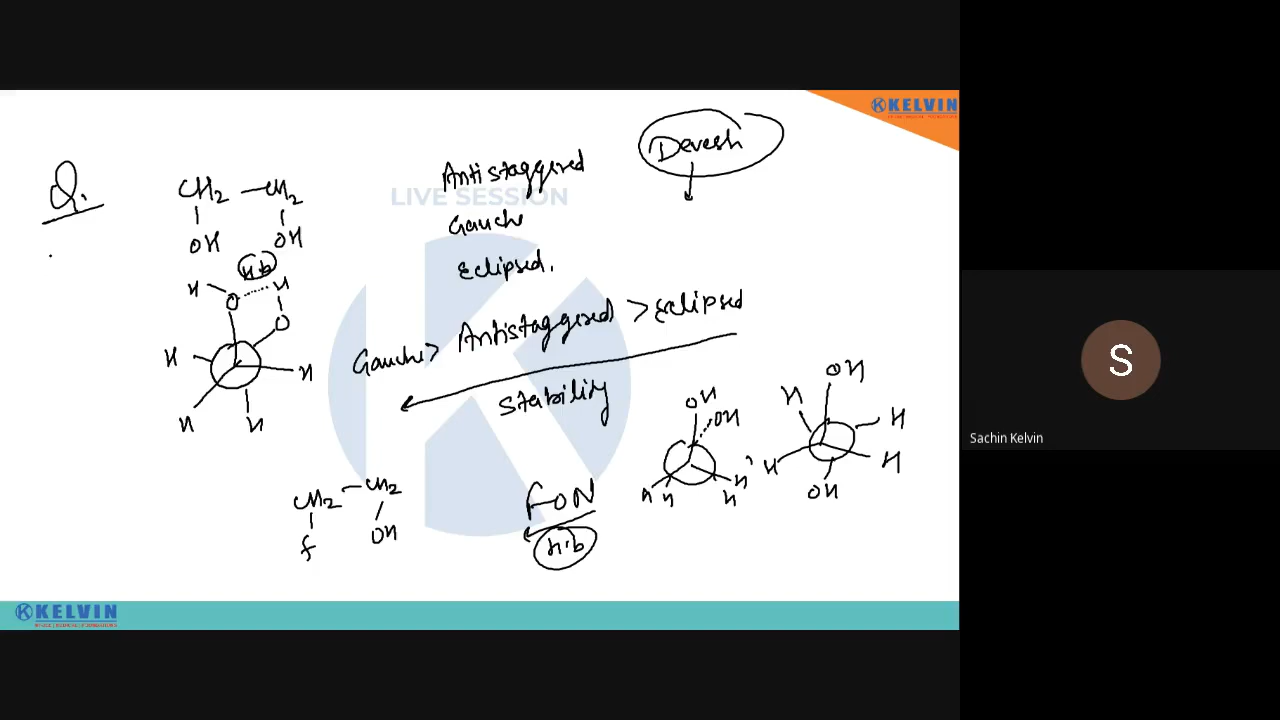 KELVIN
Devesh
Q.
CH2 — CH2
OH OH
Antistaggered
LIVE SESSION
Gauche
Eclipsed.
H.b
H O H
O
H H
H H
Gauche > Antistaggered > Eclipsed
Stability
OH
OH
H H H H
OH
H H
H H
OH
CH2 — CH2
F OH
FON
H.b
KELVIN
S
Sachin Kelvin